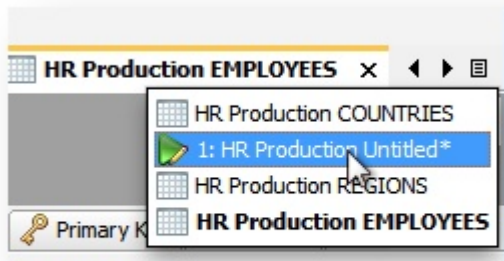 HR Production EMPLOYEES
HR Production COUNTRIES
1: HR Production Untitled*
HR Production REGIONS
HR Production EMPLOYEES
Primary K